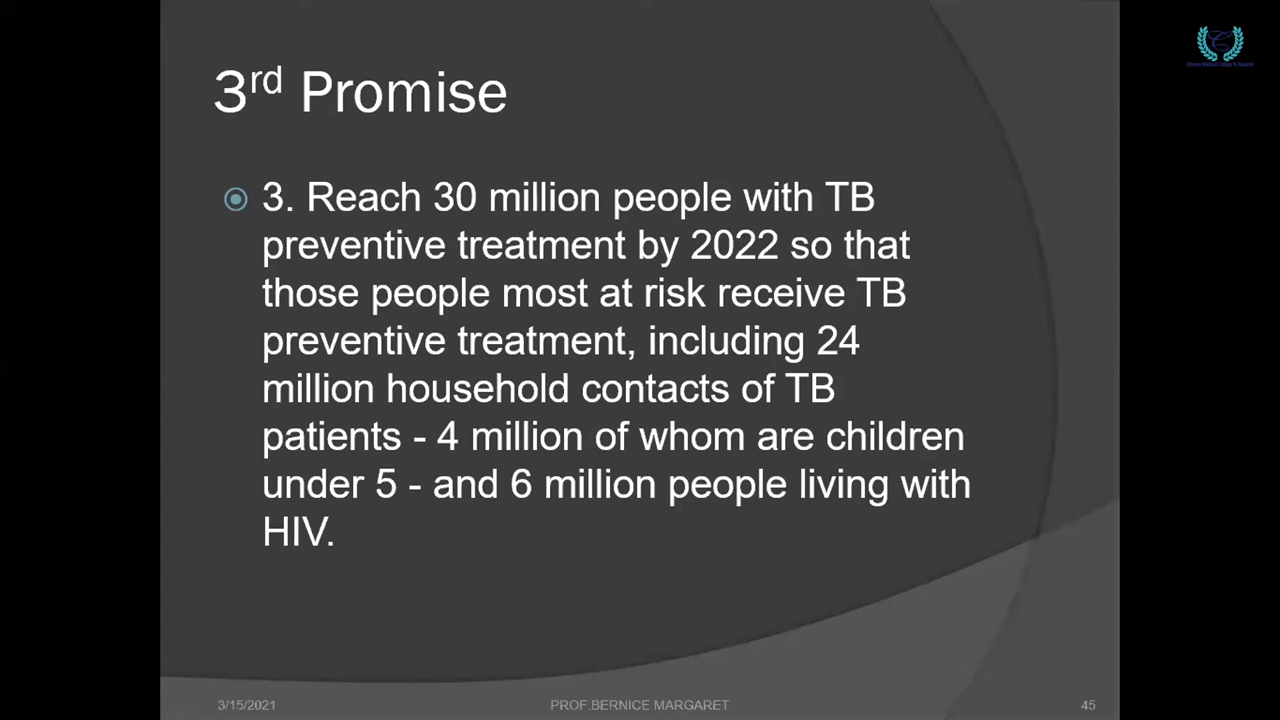 3rd Promise
3. Reach 30 million people with TB
preventive treatment by 2022 so that
those people most at risk receive TB
preventive treatment, including 24
million household contacts of TB
patients - 4 million of whom are children
under 5 - and 6 million people living with
HIV.
3/15/2021 PROF.BERNICE MARGARET 45